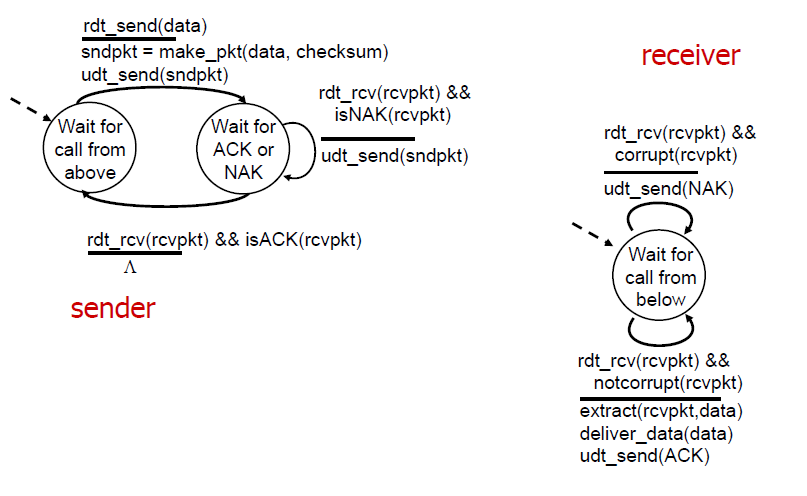 rdt_send(data)
sndpkt = make_pkt(data, checksum)
udt_send(sndpkt)
Wait for
call from
above
Wait for
ACK or
NAK
rdt_rcv(rcvpkt) &&
isNAK(rcvpkt)
udt_send(sndpkt)
rdt_rcv(rcvpkt) && isACK(rcvpkt)
Λ
sender
receiver
rdt_rcv(rcvpkt) &&
corrupt(rcvpkt)
udt_send(NAK)
Wait for
call from
below
rdt_rcv(rcvpkt) &&
notcorrupt(rcvpkt)
extract(rcvpkt,data)
deliver_data(data)
udt_send(ACK)